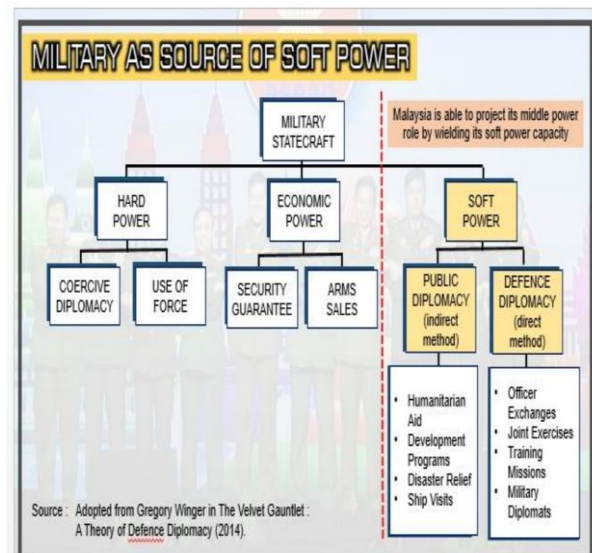 MILITARY AS SOURCE OF SOFT POWER
MILITARY
STATECRAFT
Malaysia is able to project its middle power
role by wielding its soft power capacity
HARD
POWER
ECONOMIC
POWER
SOFT
POWER
COERCIVE
DIPLOMACY
USE OF
FORCE
SECURITY
GUARANTEE
ARMS
SALES
PUBLIC
DIPLOMACY
(indirect
method)
DEFENCE
DIPLOMACY
(direct
method)
• Humanitarian
Aid
• Development
Programs
• Disaster Relief
• Ship Visits
• Officer
Exchanges
• Joint Exercises
• Training
Missions
• Military
Diplomats
Source : Adopted from Gregory Winger in The Velvet Gauntlet :
A Theory of Defence Diplomacy (2014).